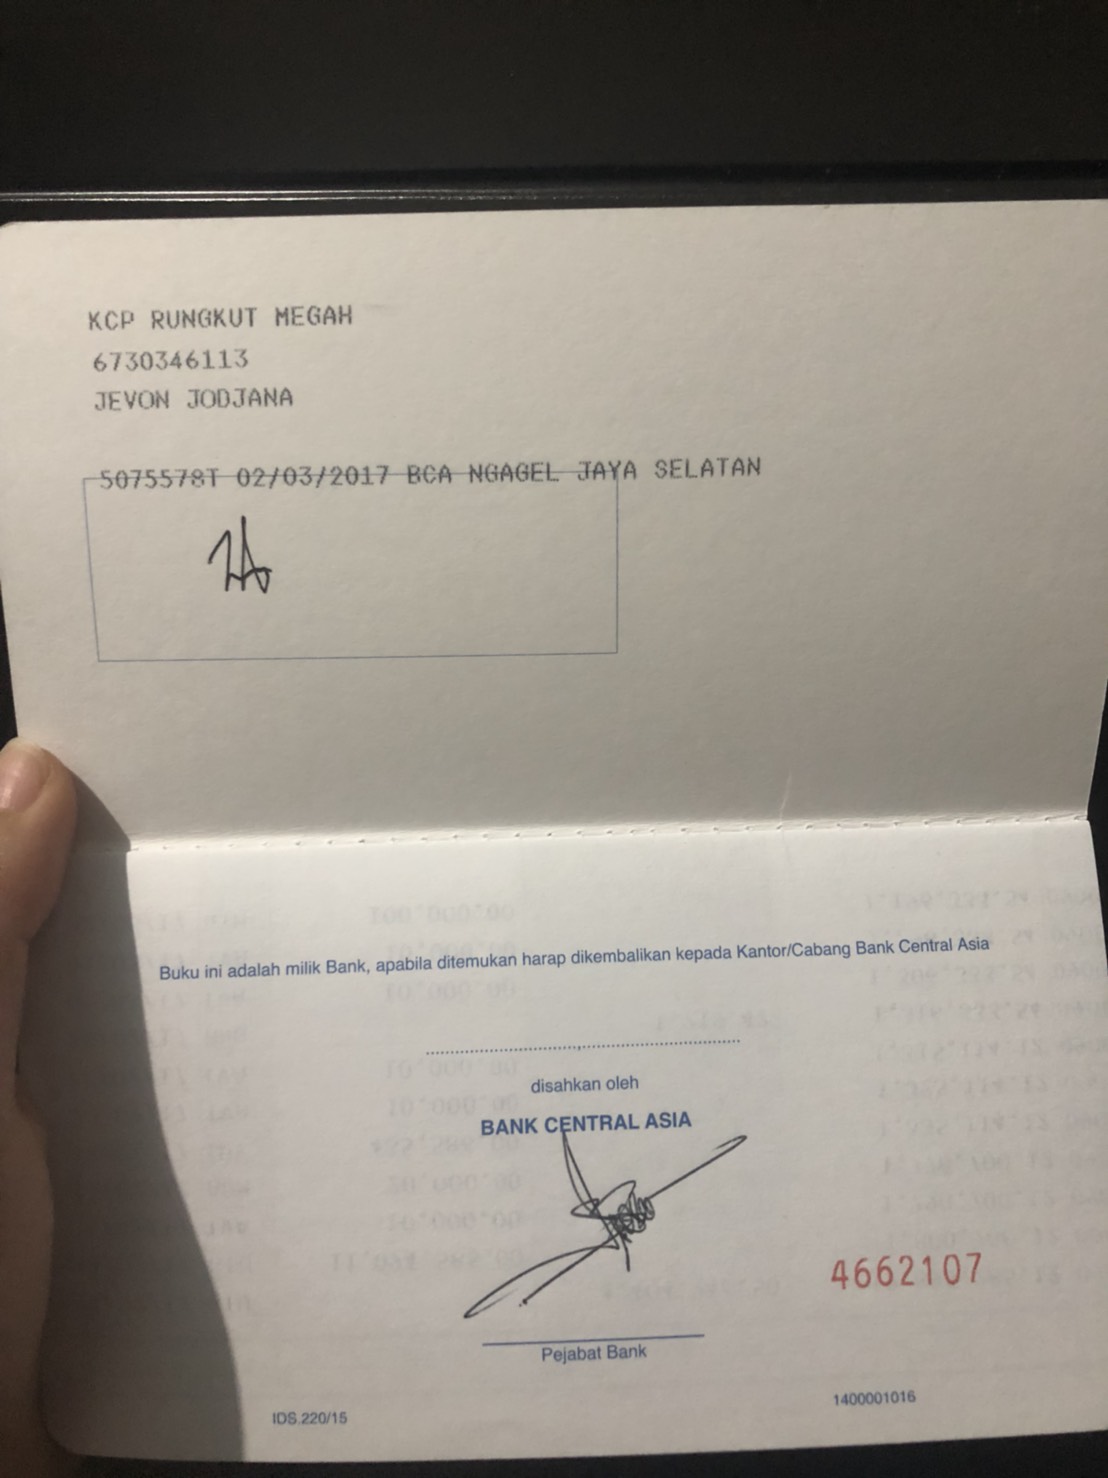 KCP RUNGKUT MEGAH
6730346113
JEVON JODJANA
5075578T 02/03/2017 BCA NGAGEL JAYA SELATAN
Buku ini adalah milik Bank, apabila ditemukan harap dikembalikan kepada Kantor/Cabang Bank Central Asia
disahkan oleh
BANK CENTRAL ASIA
4662107
Pejabat Bank
IDS.220/15
1400001016